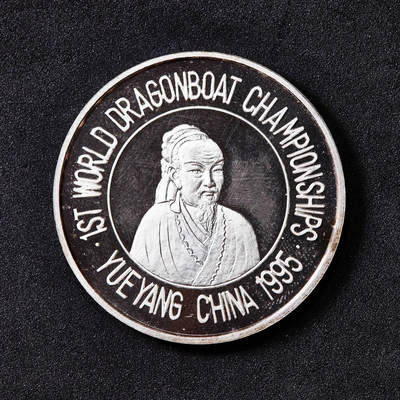 · 1ST WORLD DRAGONBOAT CHAMPIONSHIPS ·
YUEYANG CHINA 1995